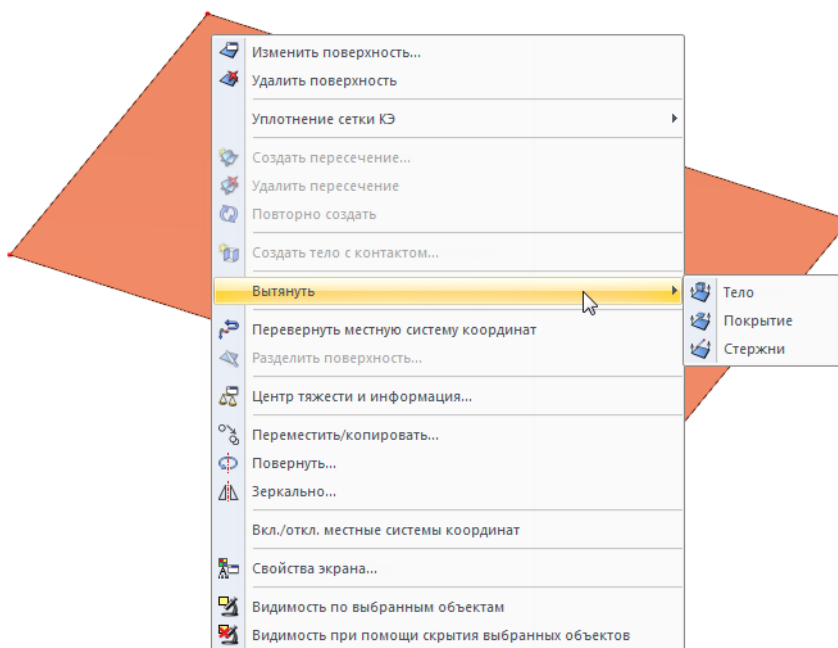 Изменить поверхность...
Удалить поверхность
Уплотнение сетки КЭ
Создать пересечение...
Удалить пересечение
Повторно создать
Создать тело с контактом...
Вытянуть
Тело
Покрытие
Стержни
Перевернуть местную систему координат
Разделить поверхность...
Центр тяжести и информация...
Переместить/копировать...
Повернуть...
Зеркально...
Вкл./откл. местные системы координат
Свойства экрана...
Видимость по выбранным объектам
Видимость при помощи скрытия выбранных объектов